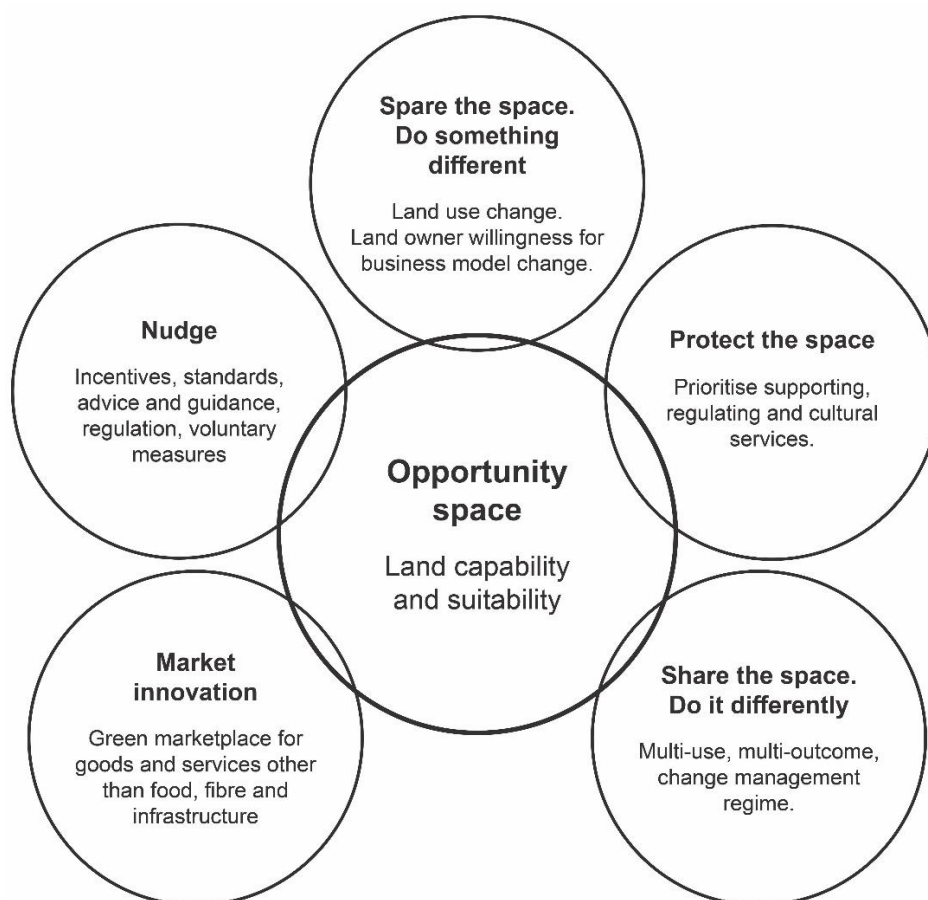 Spare the space.
Do something
different
Land use change.
Land owner willingness for
business model change.
Nudge
Incentives, standards,
advice and guidance,
regulation, voluntary
measures
Protect the space
Prioritise supporting,
regulating and cultural
services.
Opportunity
space
Land capability
and suitability
Market
innovation
Green marketplace for
goods and services other
than food, fibre and
infrastructure
Share the space.
Do it differently
Multi-use, multi-outcome,
change management
regime.